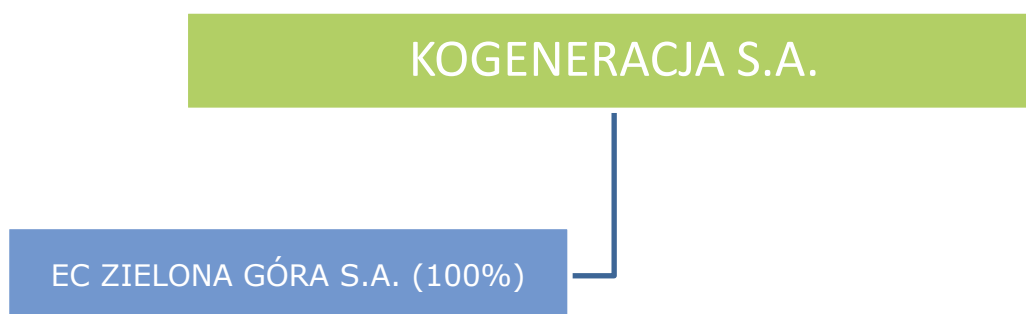 KOGENERACJA S.A.
EC ZIELONA GÓRA S.A. (100%)